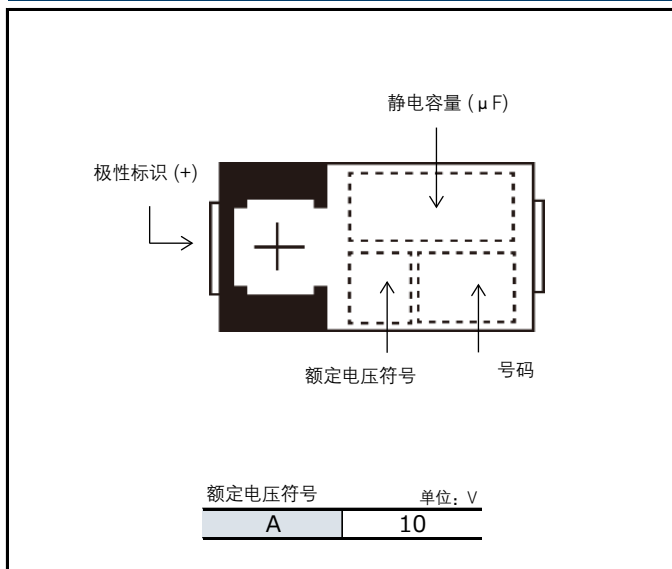 静电容量 (μF)
极性标识 (+)
额定电压符号
号码
额定电压符号 单位: V
A 10